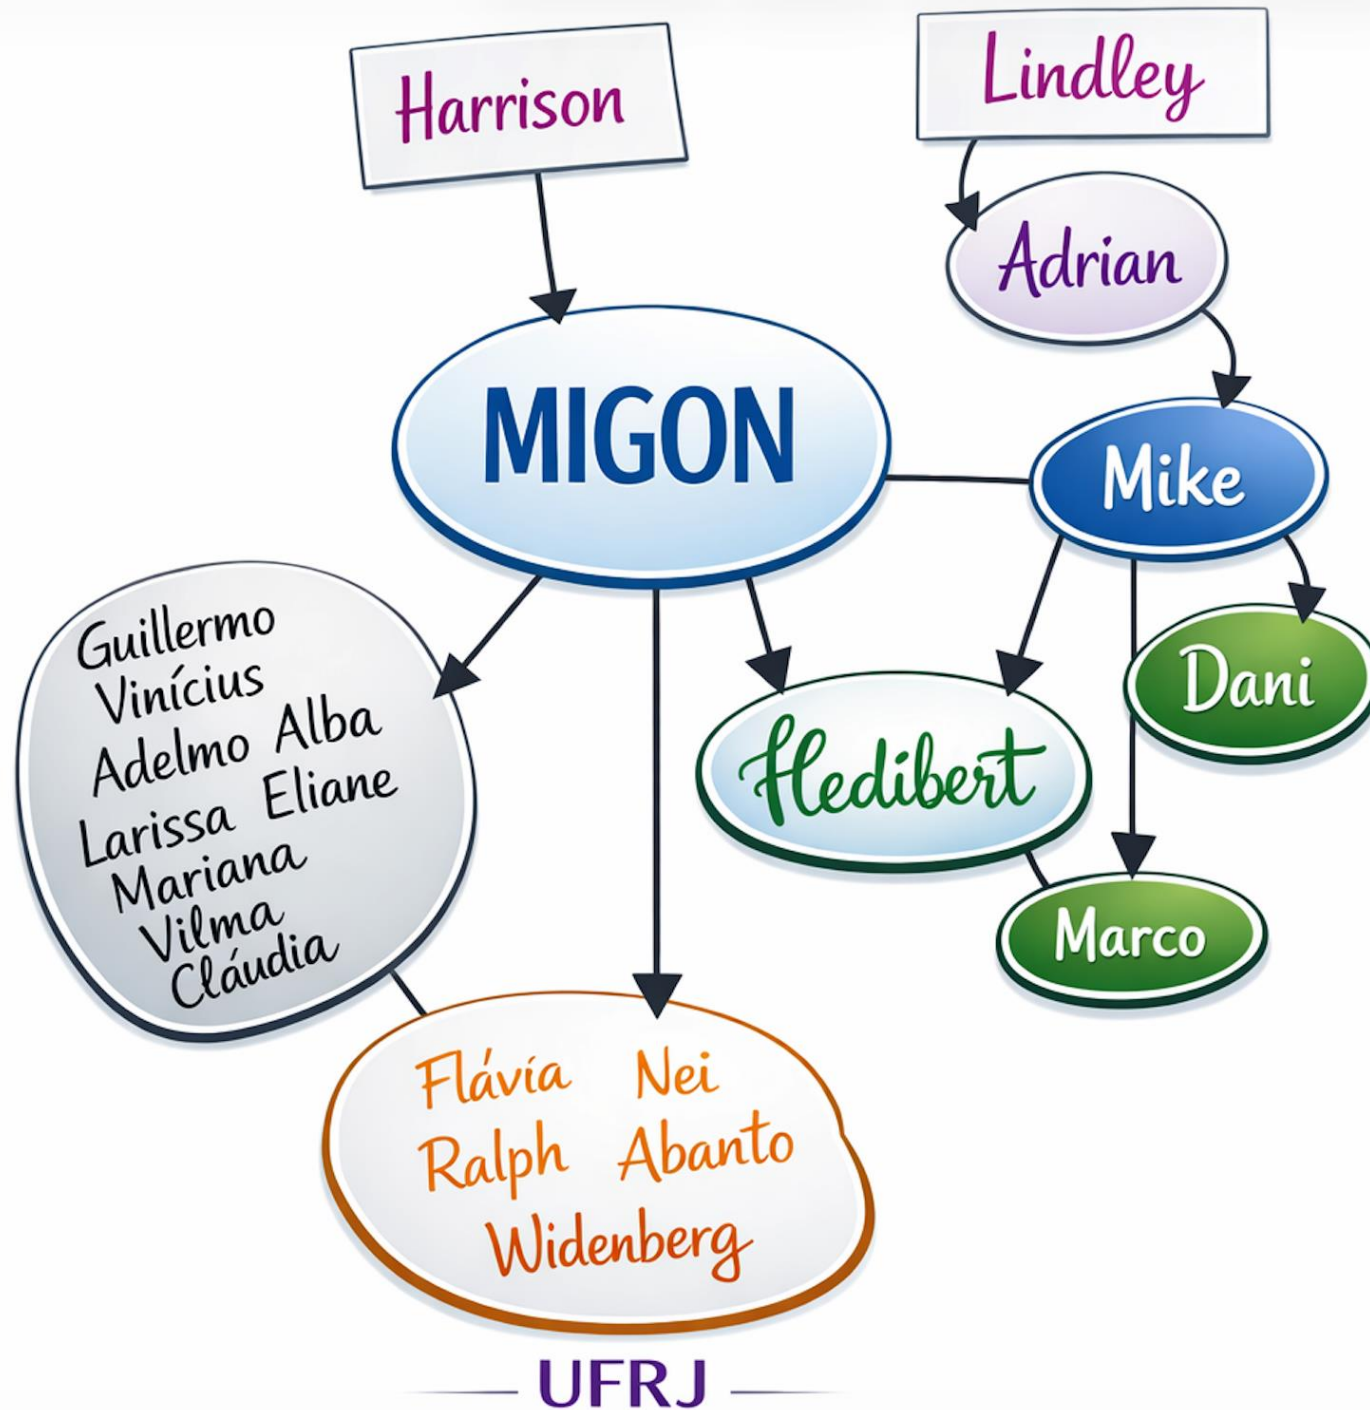 Harrison
Lindley
Adrian
MIGON
Mike
Guillermo
Vinícius
Adelmo Alba
Larissa Eliane
Mariana
Vilma
Cláudia
Hedibert
Dani
Marco
Flávia Nei
Ralph Abanto
Widenberg
UFRJ